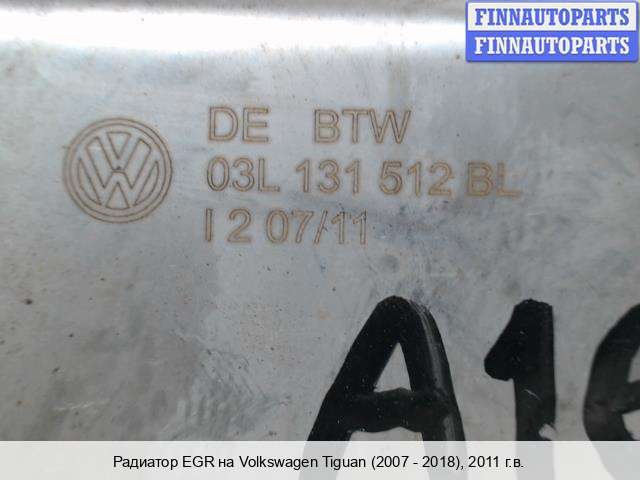 FINNAUTOPARTS
FINNAUTOPARTS
DE BTW
03L 131 512 BL
I 2 07/11
Радиатор EGR на Volkswagen Tiguan (2007 - 2018), 2011 г.в.